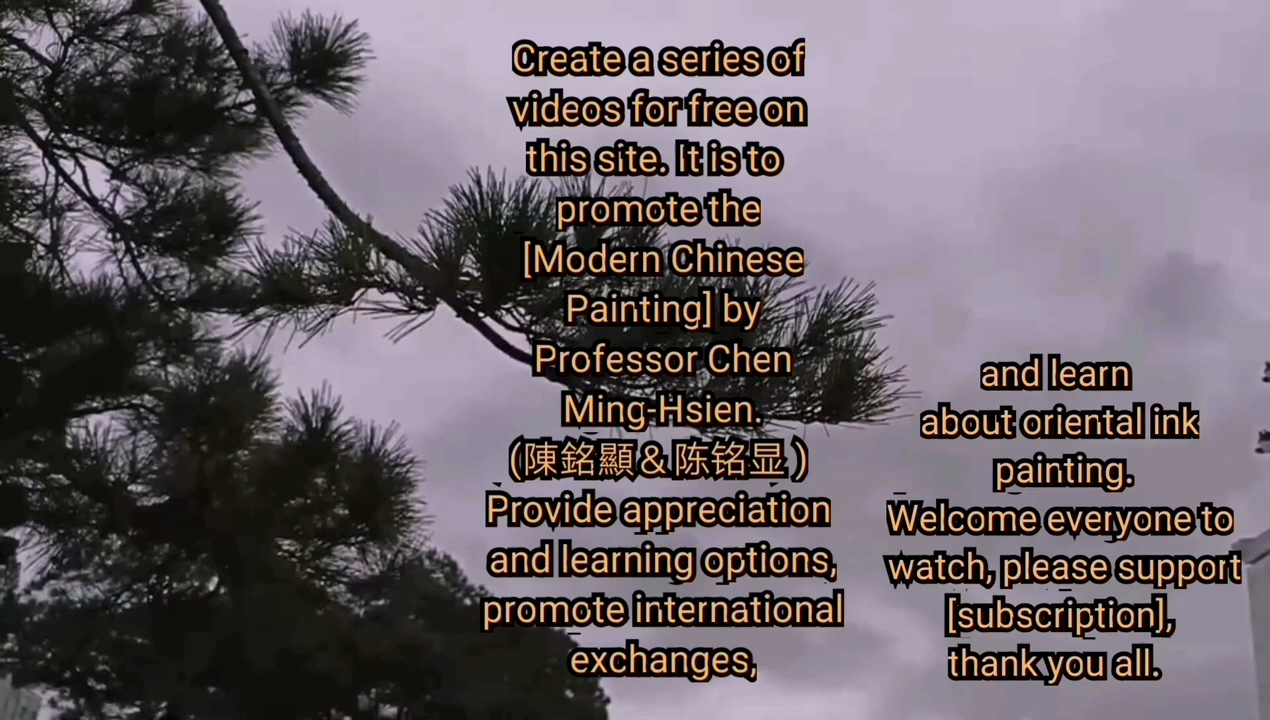 Create a series of
videos for free on
this site. It is to
promote the
[Modern Chinese
Painting] by
Professor Chen
Ming-Hsien.
(陳銘顯＆陈铭显)
Provide appreciation
and learning options,
promote international
exchanges,
and learn
about oriental ink
painting.
Welcome everyone to
watch, please support
[subscription],
thank you all.